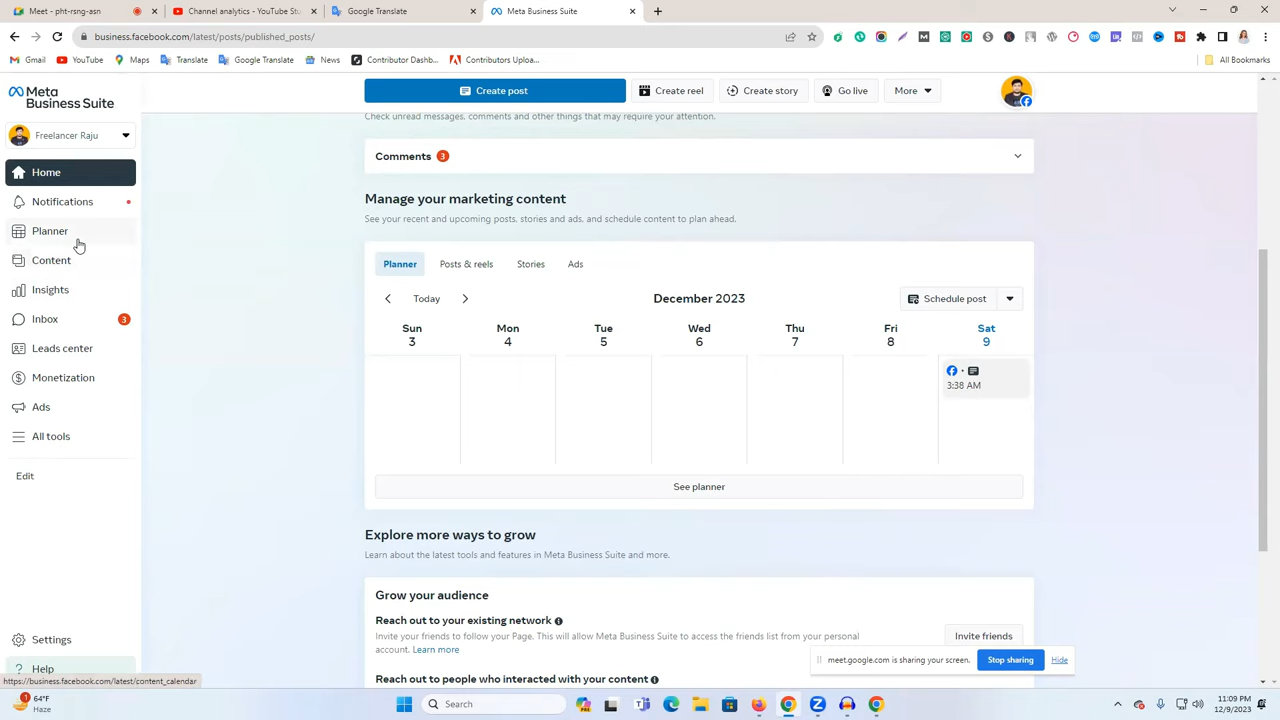 Meet - pht-rsng-asn
Channel analytics - YouTube Stu
Google Translate
Meta Business Suite
business.facebook.com/latest/posts/published_posts/
Gmail
YouTube
Maps
Translate
Google Translate
News
Contributor Dashb...
Contributors Uploa...
All Bookmarks
Meta
Business Suite
Freelancer Raju
Home
Notifications
Planner
Content
Insights
Inbox
3
Leads center
Monetization
Ads
All tools
Edit
Settings
Help
https://business.facebook.com/latest/content_calendar
Create post
Create reel
Create story
Go live
More
Check unread messages, comments and other things that may require your attention.
Comments 3
Manage your marketing content
See your recent and upcoming posts, stories and ads, and schedule content to plan ahead.
Planner
Posts & reels
Stories
Ads
Today
December 2023
Schedule post
Sun Mon Tue Wed Thu Fri Sat
3 4 5 6 7 8 9
3:38 AM
See planner
Explore more ways to grow
Learn about the latest tools and features in Meta Business Suite and more.
Grow your audience
Reach out to your existing network
Invite your friends to follow your Page. This will allow Meta Business Suite to access the friends list from your personal
account. Learn more
Invite friends
Reach out to people who interacted with your content
meet.google.com is sharing your screen.
Stop sharing
Hide
1
64°F
Haze
Search
11:09 PM
12/9/2023